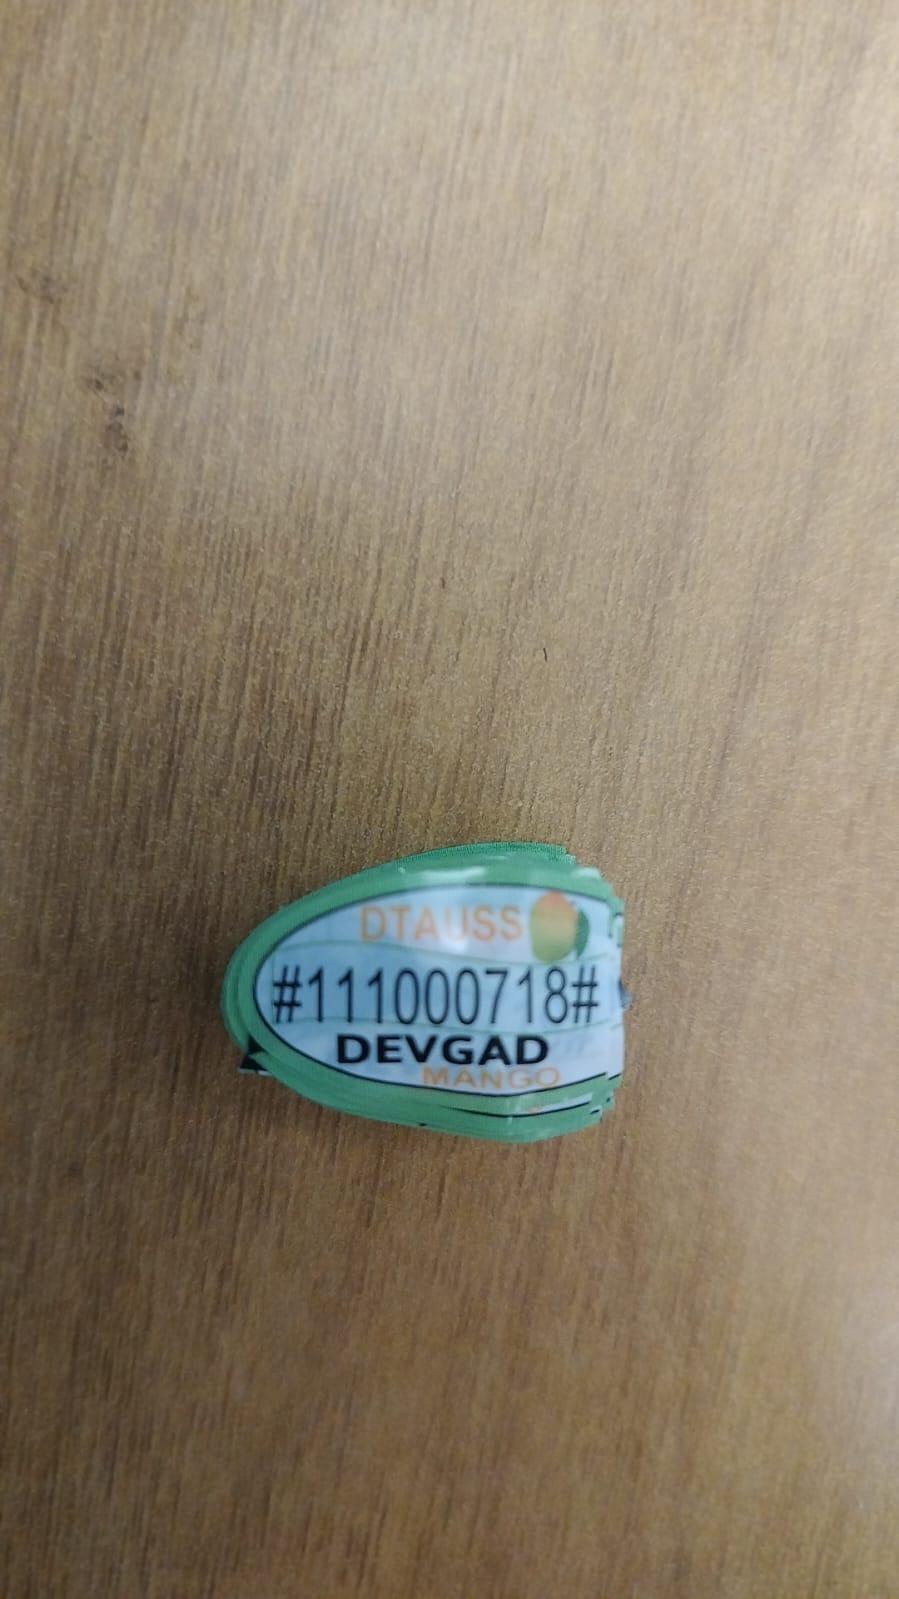 DTAUSS
#111000718#
DEVGAD
MANGO